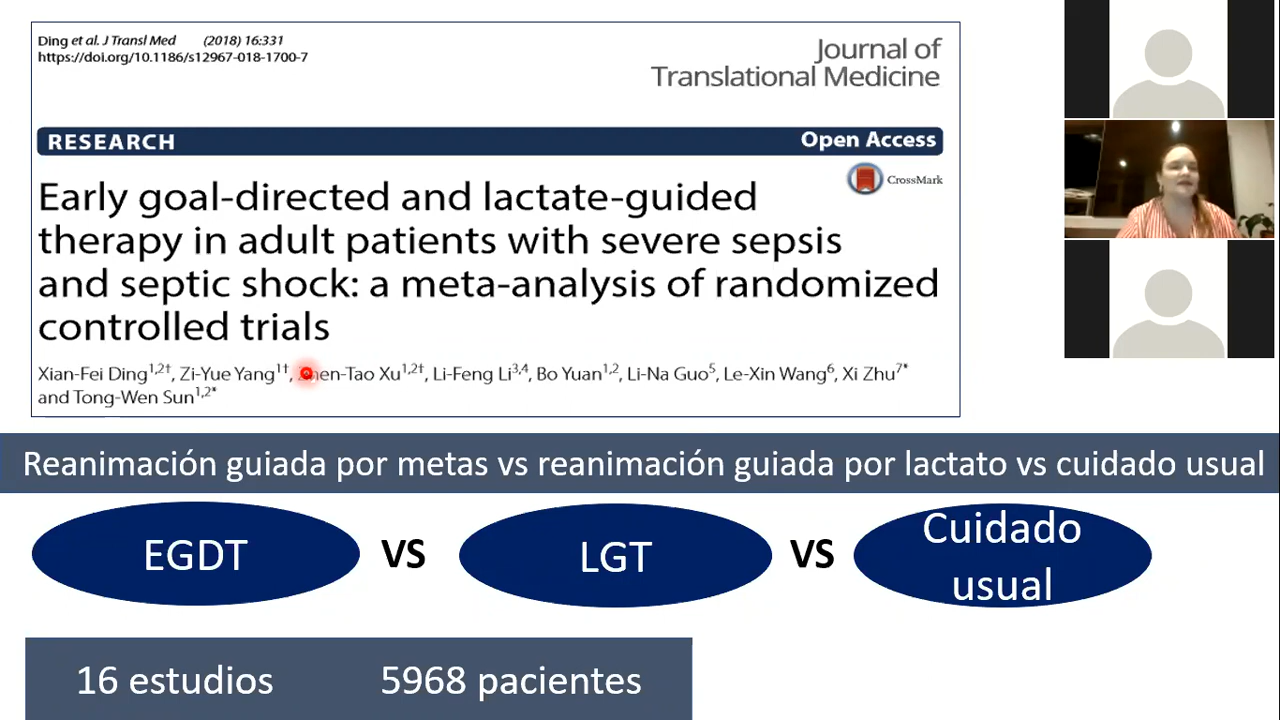 Ding et al. J Transl Med (2018) 16:331
https://doi.org/10.1186/s12967-018-1700-7
Journal of
Translational Medicine
RESEARCH
Open Access
CrossMark
Early goal-directed and lactate-guided
therapy in adult patients with severe sepsis
and septic shock: a meta-analysis of randomized
controlled trials
Xian-Fei Ding1,2†, Zi-Yue Yang1†, hen-Tao Xu1,2†, Li-Feng Li3,4, Bo Yuan1,2, Li-Na Guo5, Le-Xin Wang6, Xi Zhu7*
and Tong-Wen Sun1,2*
Reanimación guiada por metas vs reanimación guiada por lactato vs cuidado usual
EGDT
VS
LGT
VS
Cuidado
usual
16 estudios 5968 pacientes